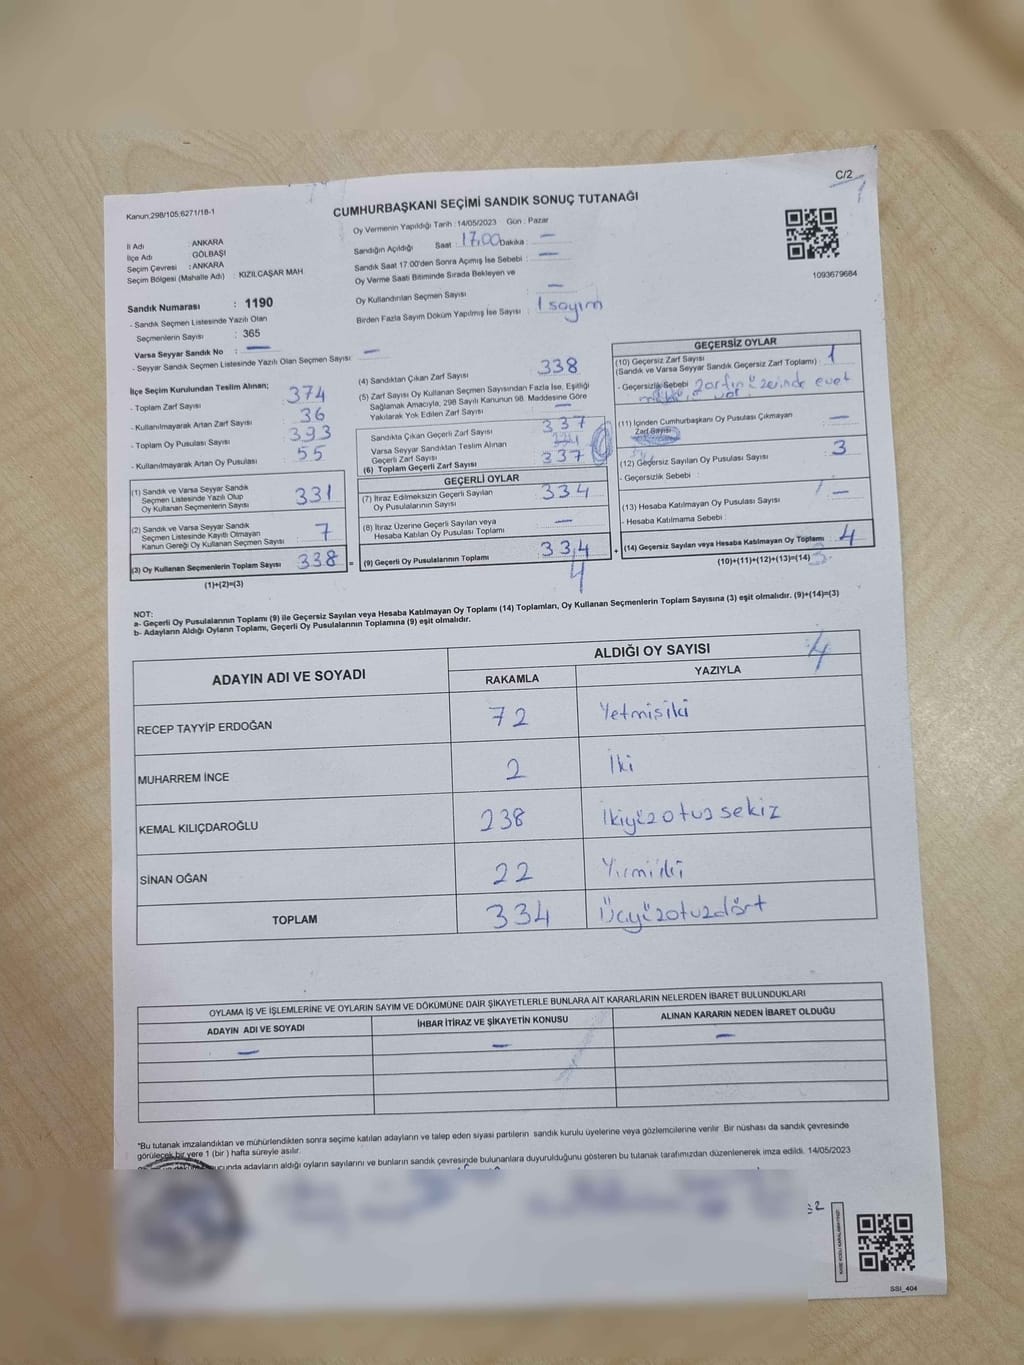 C/2
1
Kanun;298/105;6271/18-1
CUMHURBAŞKANI SEÇİMİ SANDIK SONUÇ TUTANAĞI
1093679684
İl Adı : ANKARA
İlçe Adı : GÖLBAŞI
Seçim Çevresi : ANKARA
Seçim Bölgesi (Mahalle Adı) : KIZILCAŞAR MAH.
Sandık Numarası : 1190
- Sandık Seçmen Listesinde Yazılı Olan
Seçmenlerin Sayısı : 365
Varsa Seyyar Sandık No : —
- Seyyar Sandık Seçmen Listesinde Yazılı Olan Seçmen Sayısı: —
Oy Vermenin Yapıldığı Tarih :14/05/2023 Gün : Pazar
Sandığın Açıldığı Saat : 17.00 Dakika : —
Sandık Saat 17:00'den Sonra Açımış İse Sebebi : —
Oy Verme Saati Bitiminde Sırada Bekleyen ve
Oy Kullandırılan Seçmen Sayısı : —
Birden Fazla Sayım Döküm Yapılmış İse Sayısı : 1 sayım
İlçe Seçim Kurulundan Teslim Alınan;
- Toplam Zarf Sayısı : 374
- Kullanılmayarak Artan Zarf Sayısı : 36
- Toplam Oy Pusulası Sayısı : 393
- Kullanılmayarak Artan Oy Pusulası : 55
(1) Sandık ve Varsa Seyyar Sandık
Seçmen Listesinde Yazılı Olup
Oy Kullanan Seçmenlerin Sayısı : 331
(2) Sandık ve Varsa Seyyar Sandık
Seçmen Listesinde Kayıtlı Olmayan
Kanun Gereği Oy Kullanan Seçmen Sayısı : 7
(3) Oy Kullanan Seçmenlerin Toplam Sayısı : 338 =
(1)+(2)=(3)
(4) Sandıktan Çıkan Zarf Sayısı : 338
(5) Zarf Sayısı Oy Kullanan Seçmen Sayısından Fazla İse, Eşitliği
Sağlamak Amacıyla, 298 Sayılı Kanunun 98. Maddesine Göre
Yakılarak Yok Edilen Zarf Sayısı : —
Sandıkta Çıkan Geçerli Zarf Sayısı : 337
Varsa Seyyar Sandıktan Teslim Alınan
Geçerli Zarf Sayısı
(6) Toplam Geçerli Zarf Sayısı : 337
GEÇERLİ OYLAR
(7) İtiraz Edilmeksizin Geçerli Sayılan
Oy Pusulalarının Sayısı : 334
(8) İtiraz Üzerine Geçerli Sayılan veya
Hesaba Katılan Oy Pusulası Toplamı : —
(9) Geçerli Oy Pusulalarının Toplamı : 334 +
4
GEÇERSİZ OYLAR
(10) Geçersiz Zarf Sayısı : 1
(Sandık ve Varsa Seyyar Sandık Geçersiz Zarf Toplamı)
- Geçersizlik Sebebi : zarfın üzerinde evet
(11) İçinden Cumhurbaşkanı Oy Pusulası Çıkmayan
Zarf Sayısı : —
(12) Geçersiz Sayılan Oy Pusulası Sayısı : 3
- Geçersizlik Sebebi :
(13) Hesaba Katılmayan Oy Pusulası Sayısı : —
- Hesaba Katılmama Sebebi :
(14) Geçersiz Sayılan veya Hesaba Katılmayan Oy Toplamı : 4
(10)+(11)+(12)+(13)=(14) 3
NOT:
a- Geçerli Oy Pusulalarının Toplamı (9) ile Geçersiz Sayılan veya Hesaba Katılmayan Oy Toplamı (14) Toplamları, Oy Kullanan Seçmenlerin Toplam Sayısına (3) eşit olmalıdır. (9)+(14)=(3)
b- Adayların Aldığı Oyların Toplamı, Geçerli Oy Pusulalarının Toplamına (9) eşit olmalıdır.
ADAYIN ADI VE SOYADI
ALDIĞI OY SAYISI 4
RAKAMLA YAZIYLA
RECEP TAYYİP ERDOĞAN 72 Yetmişiki
MUHARREM İNCE 2 İki
KEMAL KILIÇDAROĞLU 238 İkiyüzotuzsekiz
SİNAN OĞAN 22 Yirmiiki
TOPLAM 334 Üçyüzotuzdört
OYLAMA İŞ VE İŞLEMLERİNE VE OYLARIN SAYIM VE DÖKÜMÜNE DAİR ŞİKAYETLERLE BUNLARA AİT KARARLARIN NELERDEN İBARET BULUNDUKLARI
ADAYIN ADI VE SOYADI İHBAR İTİRAZ VE ŞİKAYETİN KONUSU ALINAN KARARIN NEDEN İBARET OLDUĞU
— — —
*Bu tutanak imzalandıktan ve mühürlendikten sonra seçime katılan adayların ve talep eden siyasi partilerin sandık kurulu üyelerine veya gözlemcilerine verilir. Bir nüshası da sandık çevresinde
görülecek bir yere 1 (bir ) hafta süreyle asılır.
adayların aldığı oyların sayılarını ve bunların sandık çevresinde bulunanlara duyurulduğunu gösteren bu tutanak tarafımızdan düzenlenerek imza edildi. 14/05/2023
SSI_404